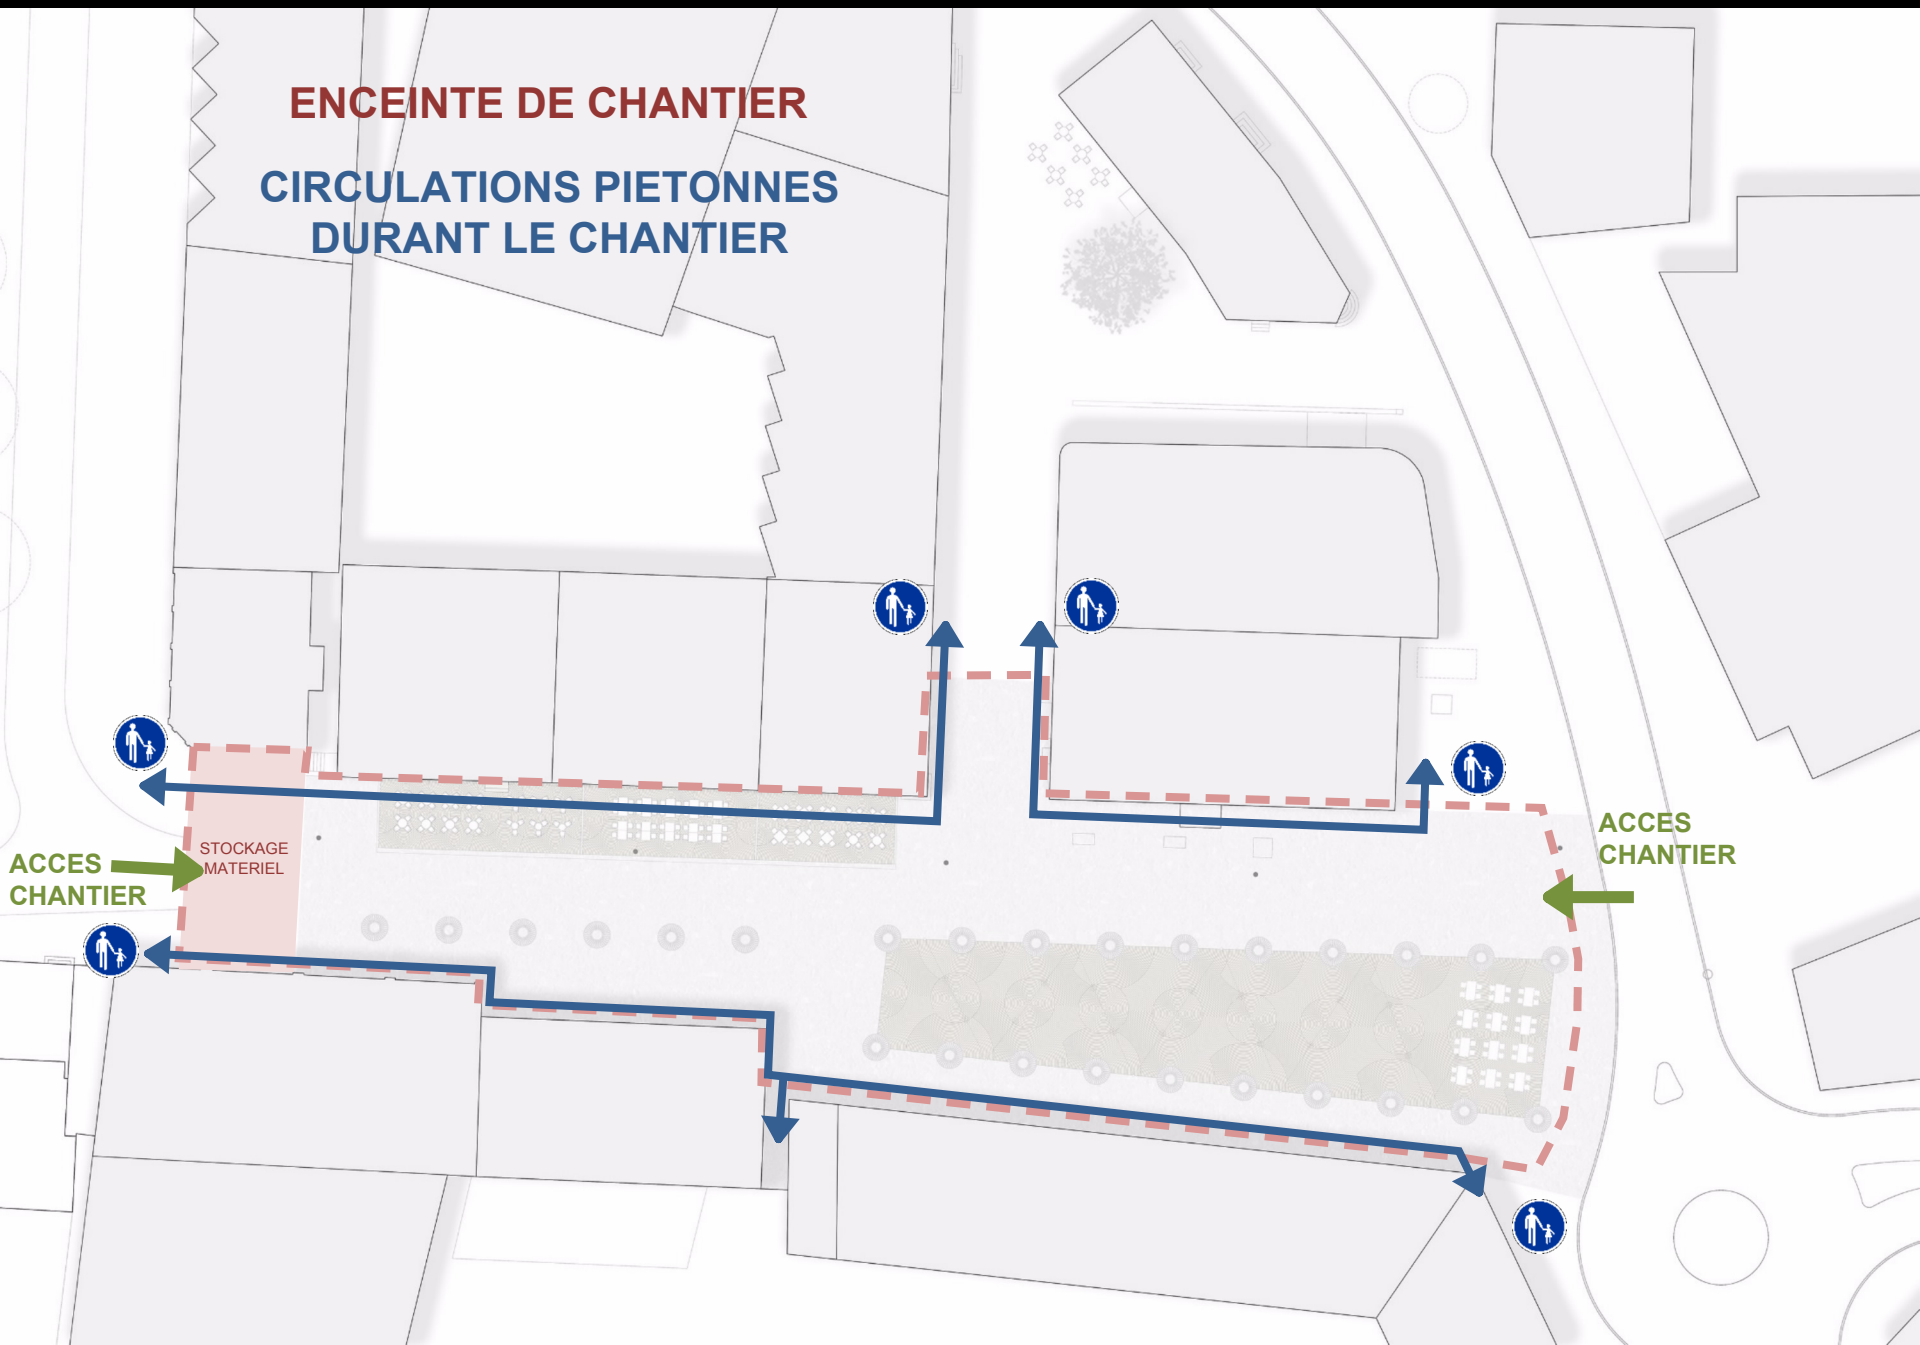 ENCEINTE DE CHANTIER
CIRCULATIONS PIETONNES
DURANT LE CHANTIER
ACCES
CHANTIER
STOCKAGE
MATERIEL
ACCES
CHANTIER